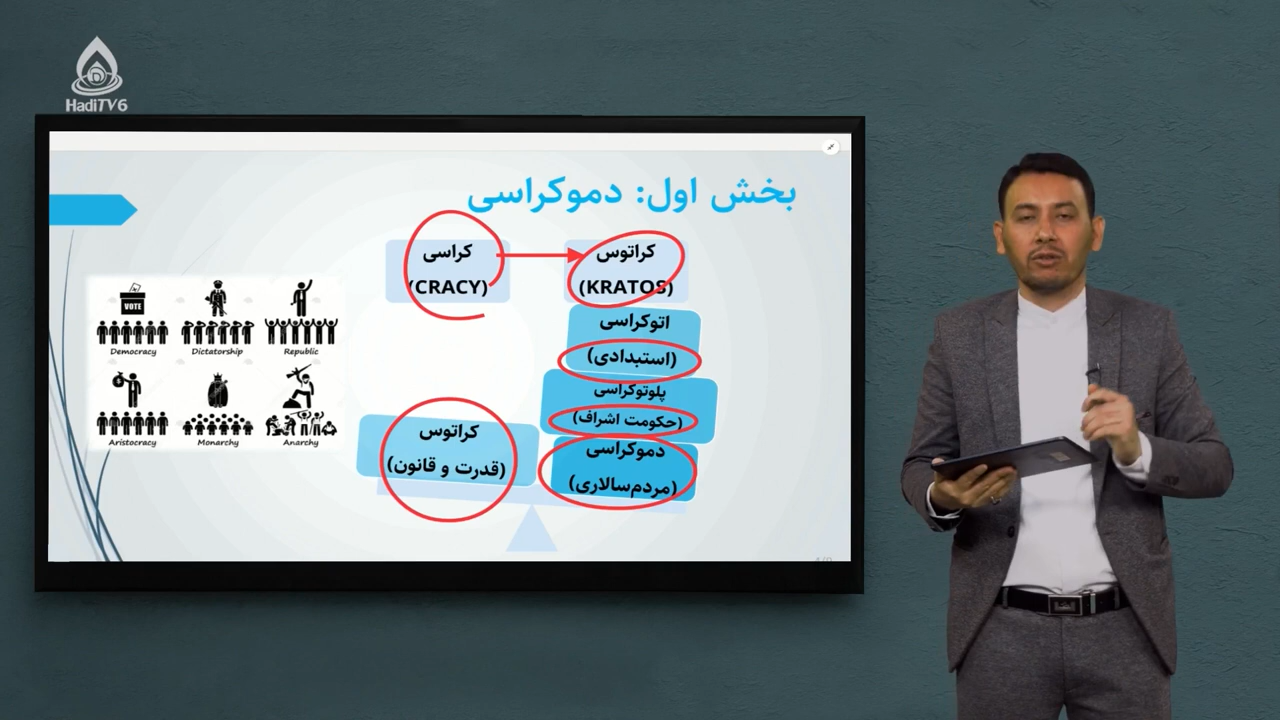 HadiTV6
بخش اول: دموکراسی
کراتوس
(KRATOS)
کراسی
(CRACY)
اتوکراسی
(استبدادی)
پلوتوکراسی
(حکومت اشراف)
دموکراسی
(مردم‌سالاری)
کراتوس
(قدرت و قانون)
VOTE
Democracy
Dictatorship
Republic
Aristocracy
Monarchy
Anarchy